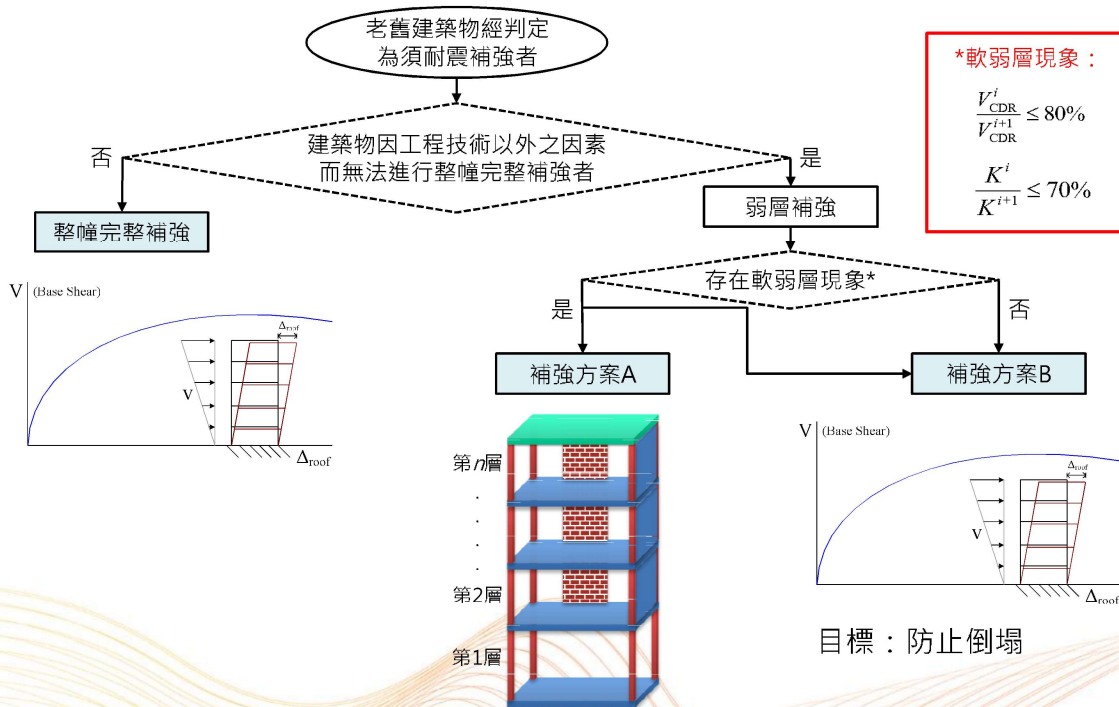 老舊建築物經判定
為須耐震補強者
*軟弱層現象：
V^i_CDR / V^{i+1}_CDR ≤ 80%
K^i / K^{i+1} ≤ 70%
建築物因工程技術以外之因素
而無法進行整幢完整補強者
否
是
整幢完整補強
弱層補強
存在軟弱層現象*
是
否
補強方案A
補強方案B
V (Base Shear)
Δroof
V
Δroof
第n層
.
.
.
第2層
第1層
V (Base Shear)
Δroof
V
Δroof
目標：防止倒塌